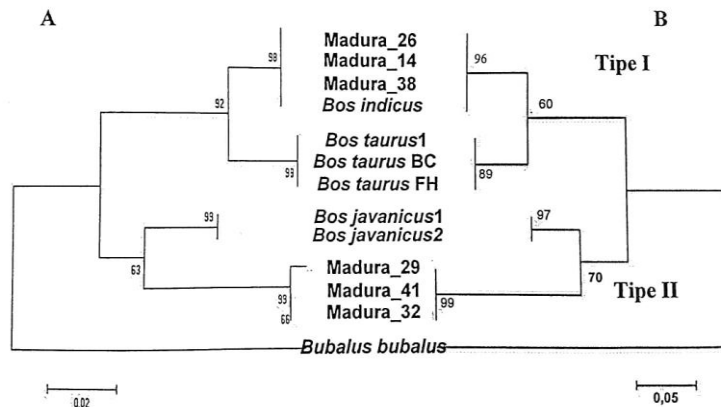 A
B
Madura_26
98
96
Madura_14
Tipe I
Madura_38
Bos indicus
92
60
Bos taurus1
Bos taurus BC
99
89
Bos taurus FH
99
Bos javanicus1
97
Bos javanicus2
63
Madura_29
70
99
Madura_41
99
Tipe II
66
Madura_32
Bubalus bubalus
0.02
0,05